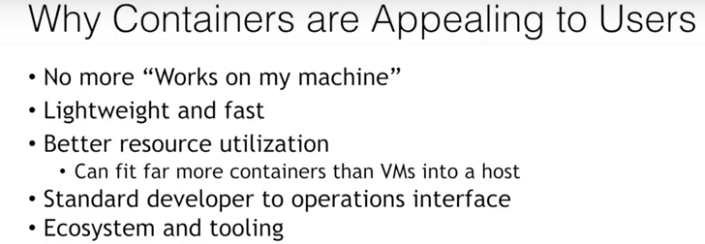 Why Containers are Appealing to Users
• No more “Works on my machine”
• Lightweight and fast
• Better resource utilization
• Can fit far more containers than VMs into a host
• Standard developer to operations interface
• Ecosystem and tooling